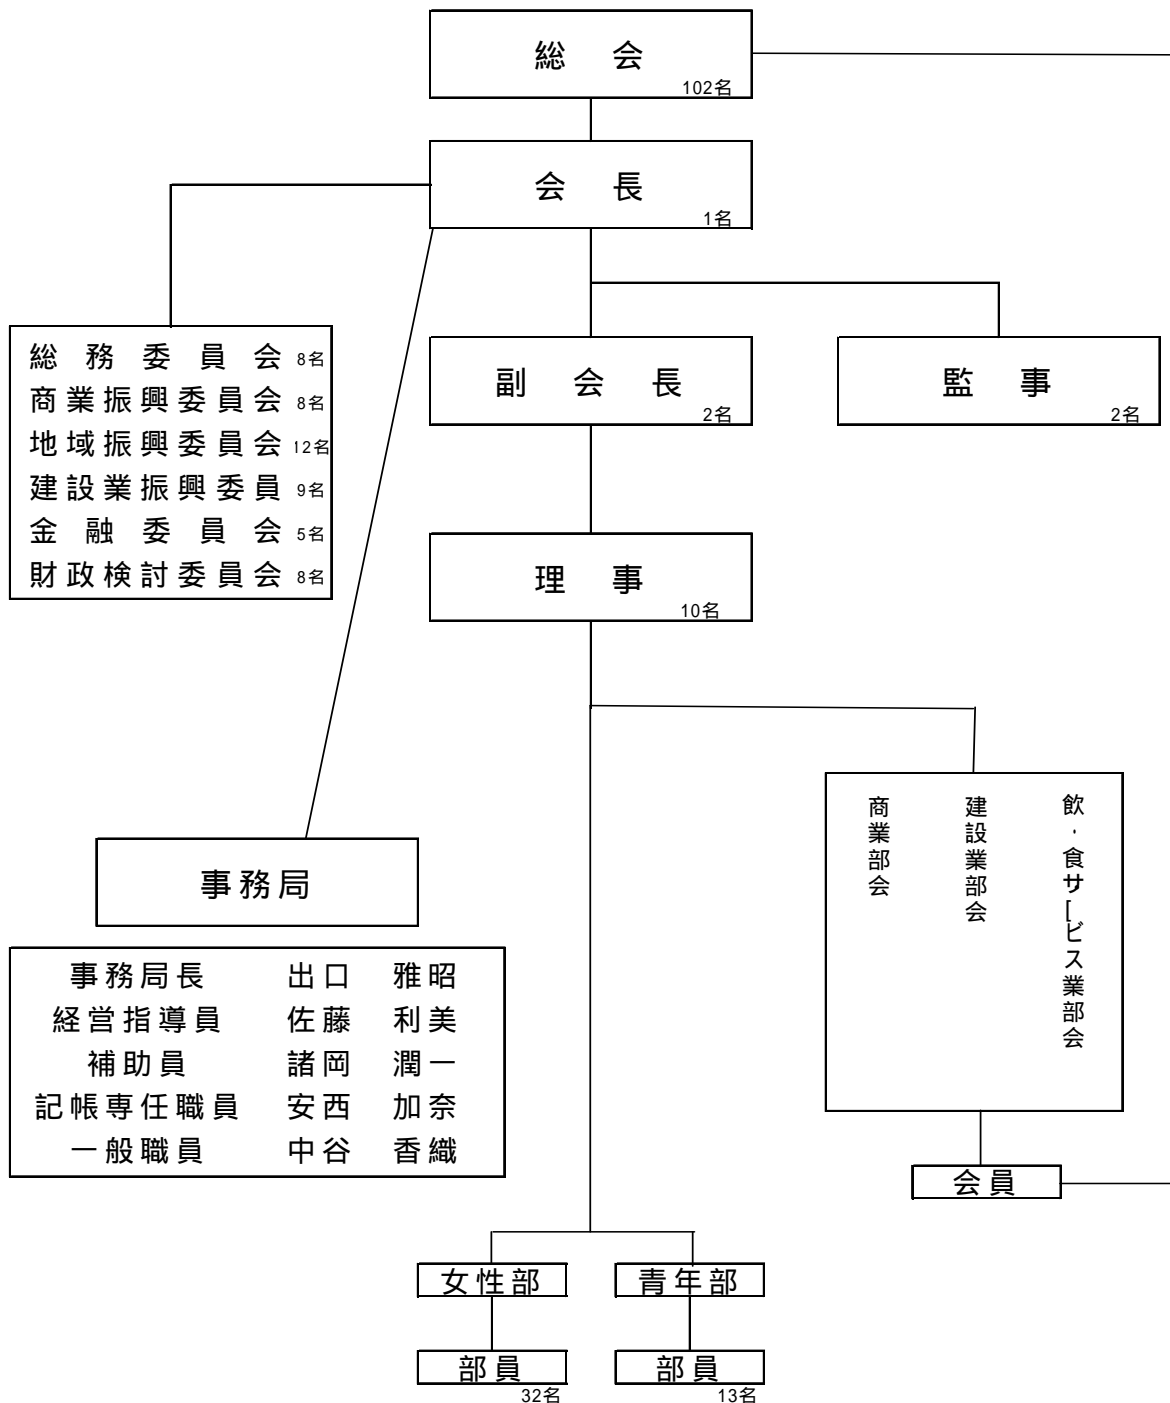 総会
102名
会長
1名
総務委員会 8名
商業振興委員会 8名
地域振興委員会 12名
建設業振興委員 9名
金融委員会 5名
財政検討委員会 8名
副会長
2名
監事
2名
理事
10名
事務局
事務局長 出口 雅昭
経営指導員 佐藤 利美
補助員 諸岡 潤一
記帳専任職員 安西 加奈
一般職員 中谷 香織
飲・食サ[ビス業部会
建設業部会
商業部会
会員
女性部
青年部
部員
32名
部員
13名